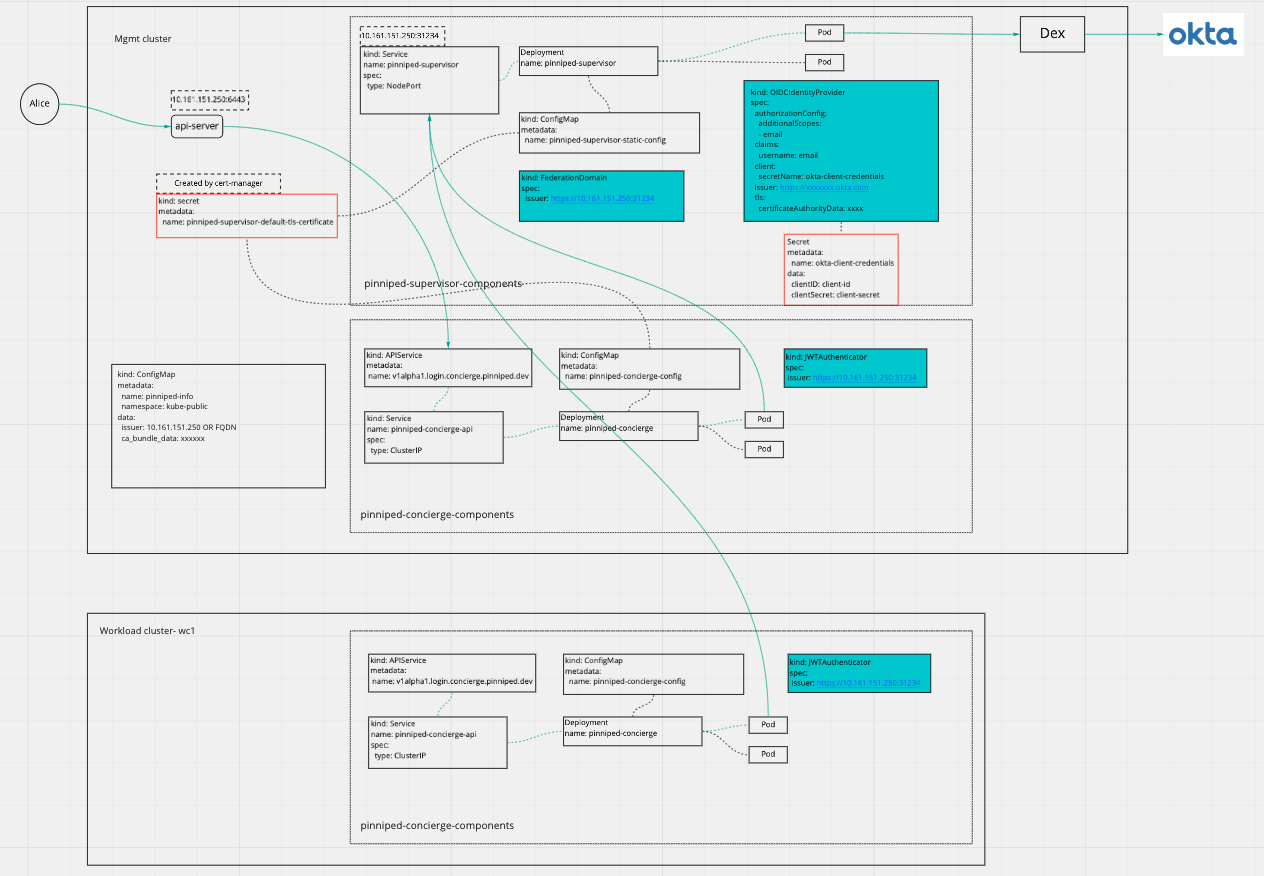 Mgmt cluster
Alice
10.161.151.250:6443
api-server
Created by cert-manager
kind: secret
metadata:
name: pinniped-supervisor-default-tls-certificate
kind: ConfigMap
metadata:
name: pinniped-info
namespace: kube-public
data:
issuer: 10.161.151.250 OR FQDN
ca_bundle_data: xxxxxx
10.161.151.250:31234
kind: Service
name: pinniped-supervisor
spec:
type: NodePort
Deployment
name: pinniped-supervisor
Pod
Pod
Dex
okta
kind: ConfigMap
metadata:
name: pinniped-supervisor-static-config
kind: FederationDomain
spec:
issuer: https://10.161.151.250:31234
kind: OIDCIdentityProvider
spec:
authorizationConfig:
additionalScopes:
- email
claims:
username: email
client:
secretName: okta-client-credentials
issuer: https://xxxxxxx.okta.com
tls:
certificateAuthorityData: xxxx
Secret
metadata:
name: okta-client-credentials
data:
clientID: client-id
clientSecret: client-secret
pinniped-supervisor-components
kind: APIService
metadata:
name: v1alpha1.login.concierge.pinniped.dev
kind: ConfigMap
metadata:
name: pinniped-concierge-config
kind: JWTAuthenticator
spec:
issuer: https://10.161.151.250:31234
kind: Service
name: pinniped-concierge-api
spec:
type: ClusterIP
Deployment
name: pinniped-concierge
Pod
Pod
pinniped-concierge-components
Workload cluster- wc1
kind: APIService
metadata:
name: v1alpha1.login.concierge.pinniped.dev
kind: ConfigMap
metadata:
name: pinniped-concierge-config
kind: JWTAuthenticator
spec:
issuer: https://10.161.151.250:31234
kind: Service
name: pinniped-concierge-api
spec:
type: ClusterIP
Deployment
name: pinniped-concierge
Pod
Pod
pinniped-concierge-components